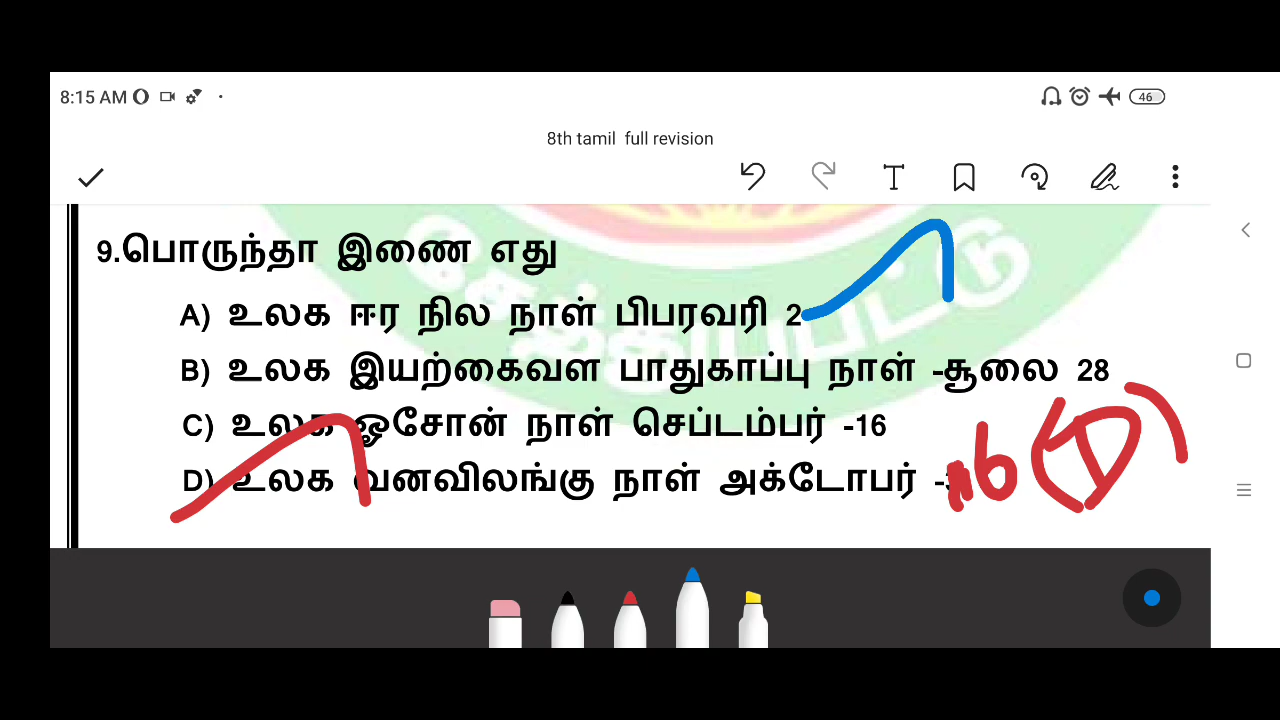 8:15 AM
46
8th tamil full revision
T
சேத்துப்பட்டு
9.பொருந்தா இணை எது
A) உலக ஈர நில நாள் பிபரவரி 2
B) உலக இயற்கைவள பாதுகாப்பு நாள் -சூலை 28
C) உலக ஓசோன் நாள் செப்டம்பர் -16
D) உலக வனவிலங்கு நாள் அக்டோபர் -